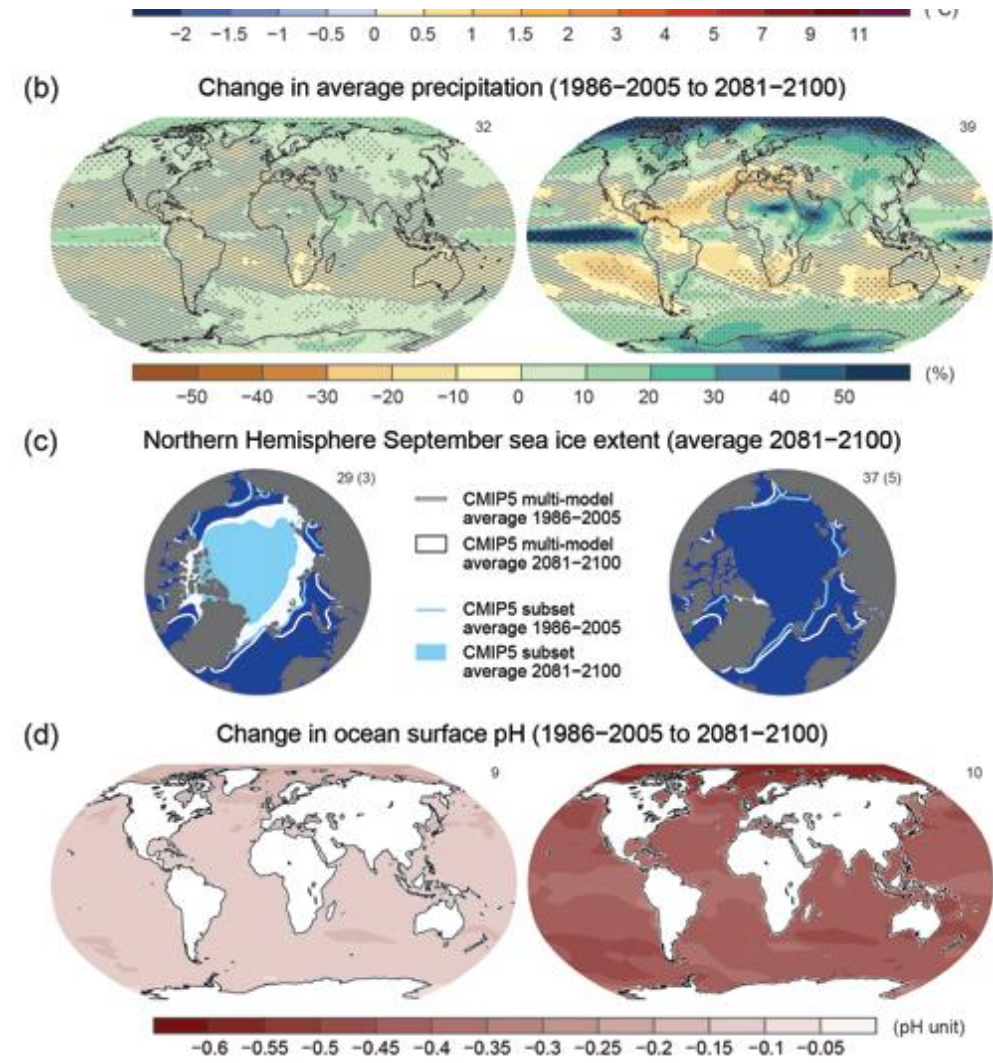 (°C)
−2 −1.5 −1 −0.5 0 0.5 1 1.5 2 3 4 5 7 9 11
(b) Change in average precipitation (1986−2005 to 2081−2100)
32 39
−50 −40 −30 −20 −10 0 10 20 30 40 50 (%)
(c) Northern Hemisphere September sea ice extent (average 2081−2100)
29 (3) 37 (5)
CMIP5 multi-model
average 1986−2005
CMIP5 multi-model
average 2081−2100
CMIP5 subset
average 1986−2005
CMIP5 subset
average 2081−2100
(d) Change in ocean surface pH (1986−2005 to 2081−2100)
9 10
(pH unit)
−0.6 −0.55 −0.5 −0.45 −0.4 −0.35 −0.3 −0.25 −0.2 −0.15 −0.1 −0.05